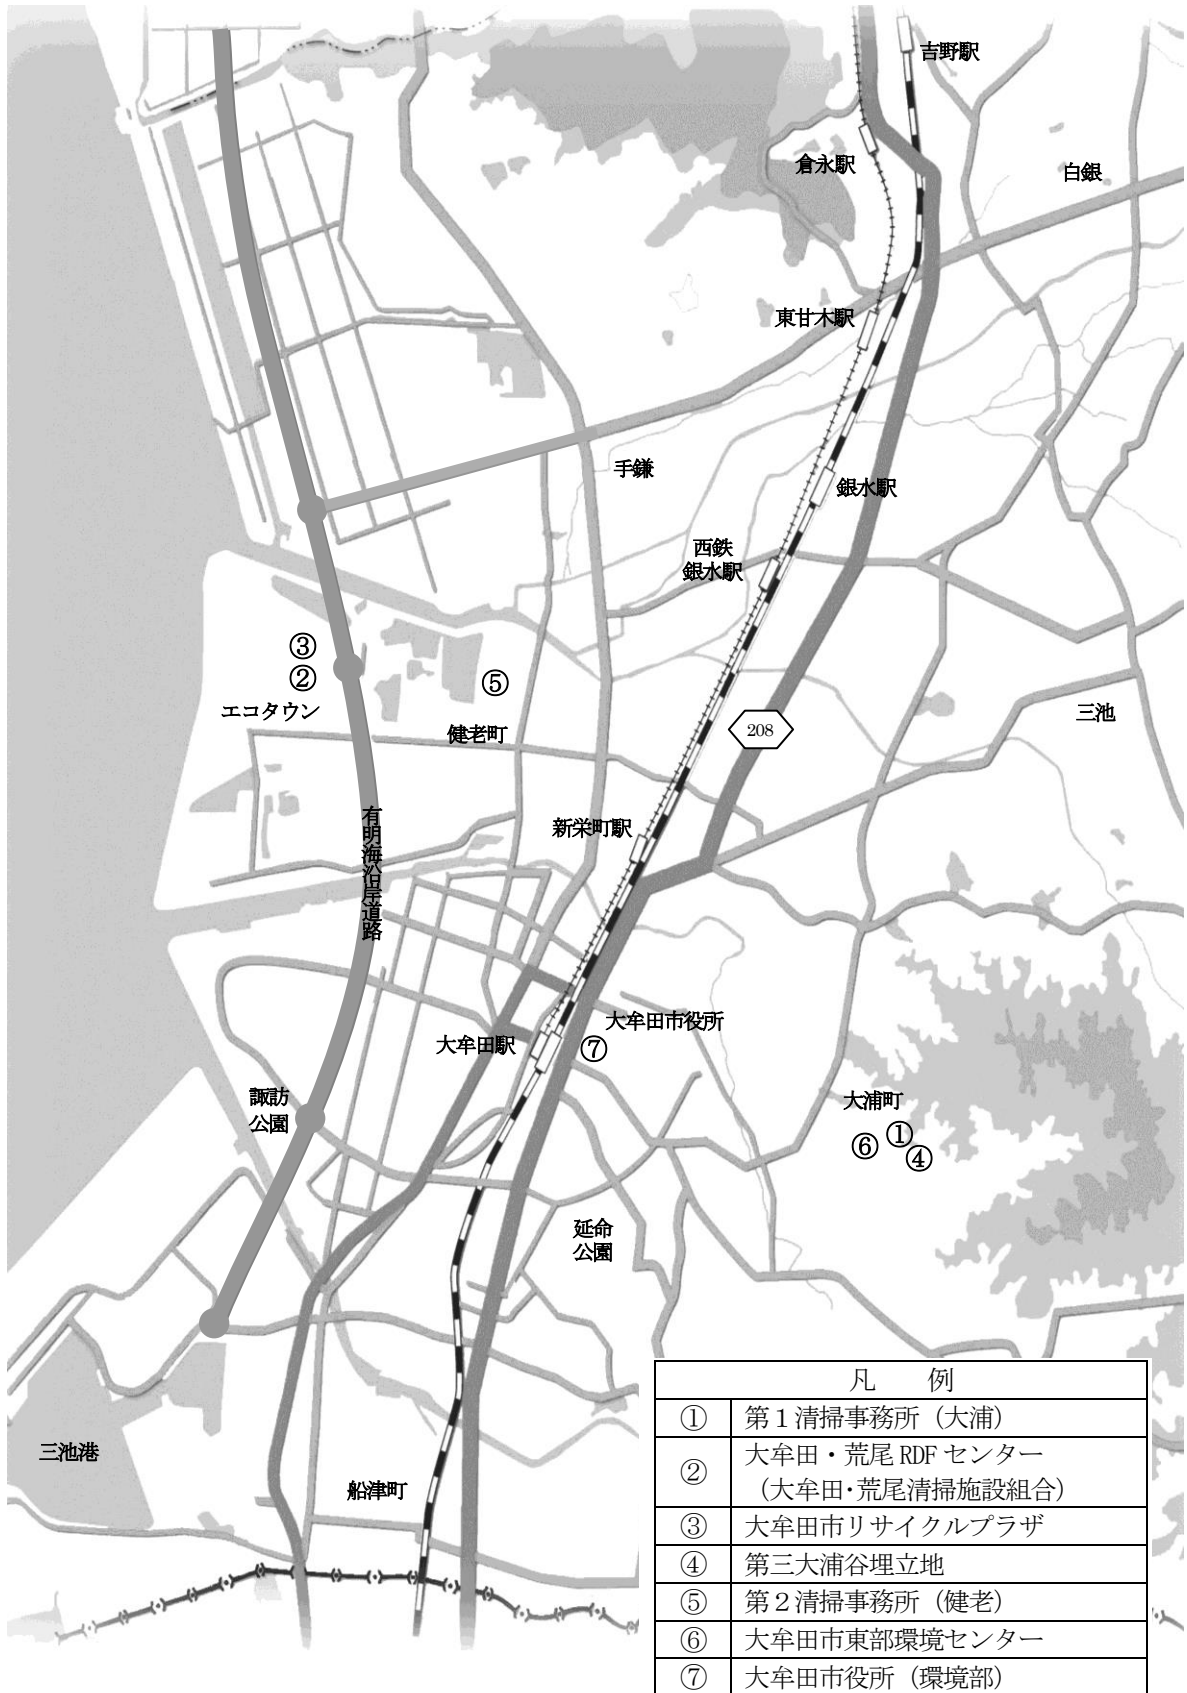 吉野駅
倉永駅
白銀
東甘木駅
手鎌
銀水駅
西鉄
銀水駅
③
②
⑤
エコタウン
三池
健老町
208
有明海沿岸道路
新栄町駅
大牟田市役所
大牟田駅
⑦
諏訪
公園
大浦町
①
⑥
④
延命
公園
三池港
船津町
凡 例
① 第1清掃事務所(大浦)
② 大牟田・荒尾 RDF センター
(大牟田・荒尾清掃施設組合)
③ 大牟田市リサイクルプラザ
④ 第三大浦谷埋立地
⑤ 第2清掃事務所(健老)
⑥ 大牟田市東部環境センター
⑦ 大牟田市役所(環境部)